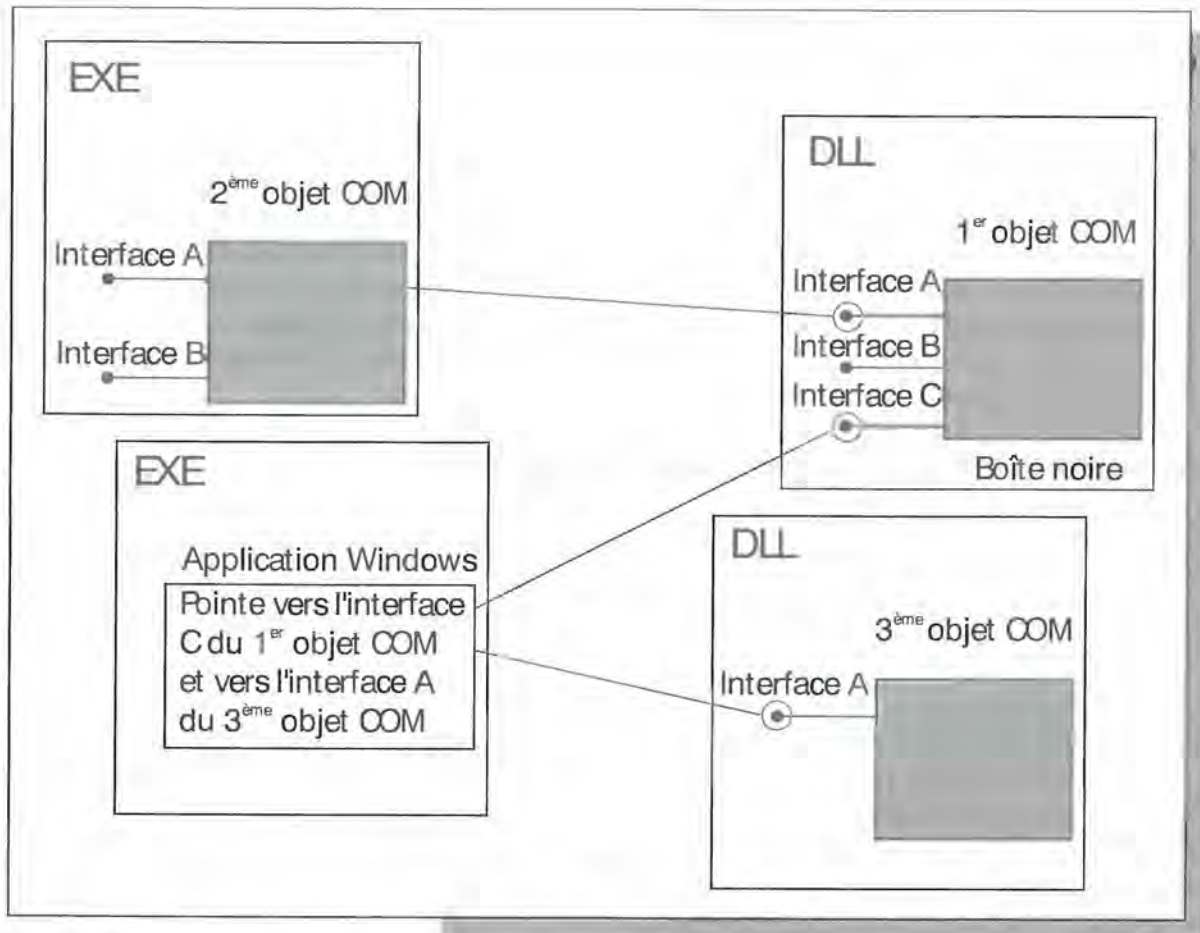 EXE
2ème objet COM
Interface A
Interface B
DLL
1er objet COM
Interface A
Interface B
Interface C
Boîte noire
EXE
Application Windows
Pointe vers l'interface
C du 1er objet COM
et vers l'interface A
du 3ème objet COM
DLL
3ème objet COM
Interface A